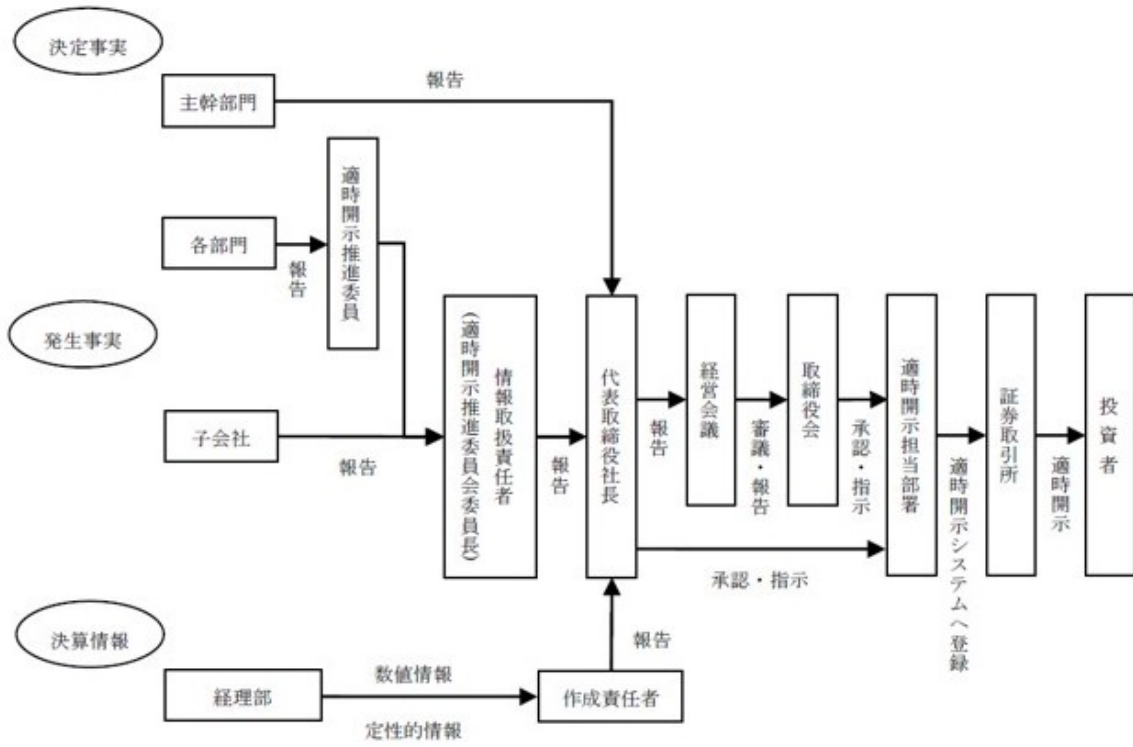 決定事実
主幹部門
報告
各部門
報告
適時開示推進委員
発生事実
子会社
報告
情報取扱責任者
(適時開示推進委員会委員長)
報告
代表取締役社長
報告
経営会議
審議・報告
取締役会
承認・指示
適時開示担当部署
適時開示システムへ登録
証券取引所
適時開示
投資者
承認・指示
決算情報
経理部
数値情報
定性的情報
作成責任者
報告